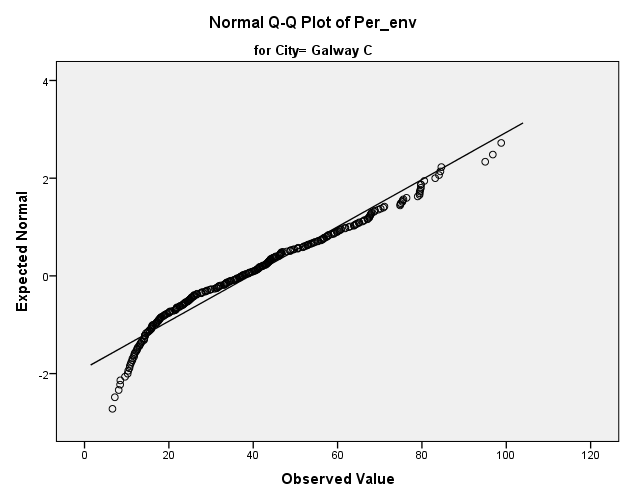 Normal Q-Q Plot of Per_env
for City= Galway C
4
2
0
-2
Expected Normal
0 20 40 60 80 100 120
Observed Value